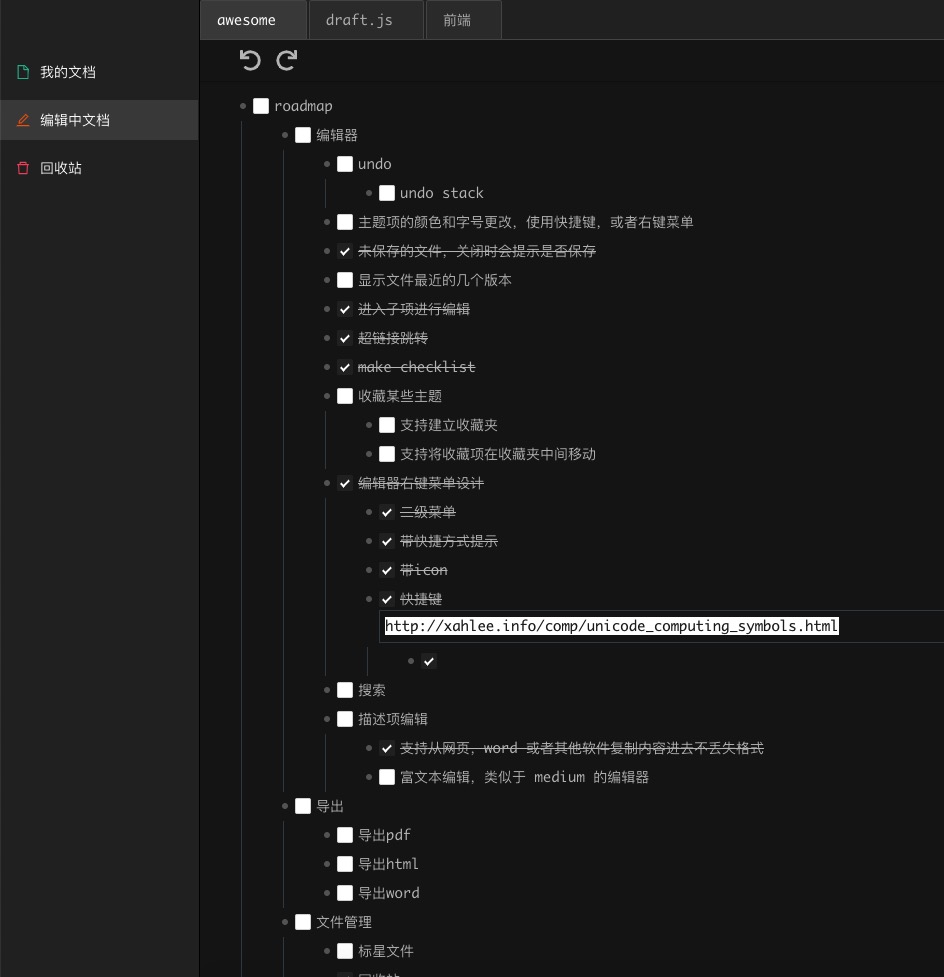 awesome
draft.js
前端
我的文档
编辑中文档
回收站
roadmap
编辑器
undo
undo stack
主题项的颜色和字号更改，使用快捷键，或者右键菜单
未保存的文件，关闭时会提示是否保存
显示文件最近的几个版本
进入子项进行编辑
超链接跳转
make checklist
收藏某些主题
支持建立收藏夹
支持将收藏项在收藏夹中间移动
编辑器右键菜单设计
二级菜单
带快捷方式提示
带icon
快捷键
http://xahlee.info/comp/unicode_computing_symbols.html
搜索
描述项编辑
支持从网页，word 或者其他软件复制内容进去不丢失格式
富文本编辑，类似于 medium 的编辑器
导出
导出pdf
导出html
导出word
文件管理
标星文件